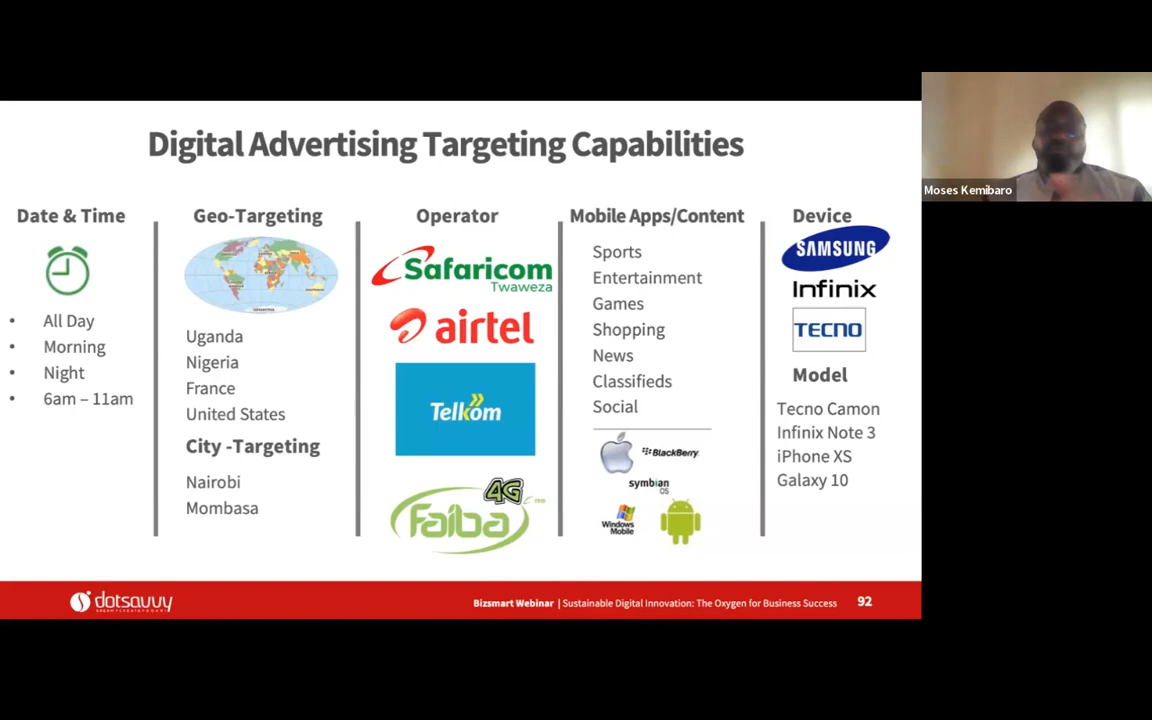 Digital Advertising Targeting Capabilities
Moses Kemibaro
Date & Time
• All Day
• Morning
• Night
• 6am – 11am
Geo-Targeting
Uganda
Nigeria
France
United States
City -Targeting
Nairobi
Mombasa
Operator
Safaricom
Twaweza
airtel
Telkom
4G
faiba
Mobile Apps/Content
Sports
Entertainment
Games
Shopping
News
Classifieds
Social
BlackBerry
symbian
OS
Windows
Mobile
Device
SAMSUNG
Infinix
TECNO
Model
Tecno Camon
Infinix Note 3
iPhone XS
Galaxy 10
dotsavvy
Bizsmart Webinar | Sustainable Digital Innovation: The Oxygen for Business Success 92